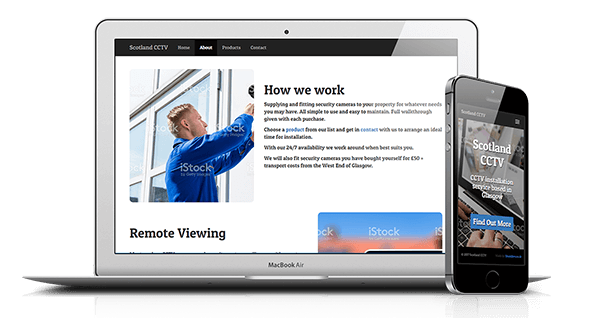 Scotland CCTV
Home
About
Products
Contact
How we work
Supplying and fitting security cameras to your property for whatever needs
you may have. All simple to use and easy to maintain. Full walkthrough
given with each purchase.
Choose a product from our list and get in contact with us to arrange an ideal
time for installation.
With our 24/7 availability we work around when best suits you.
We will also fit security cameras you have bought yourself for £50 +
transport costs from the West End of Glasgow.
iStock
by Getty Images
iStock
iStock
Remote Viewing
iStock
iStock
MacBook Air
Scotland CCTV
Scotland
CCTV
CCTV installation
service based in
Glasgow
Find Out More